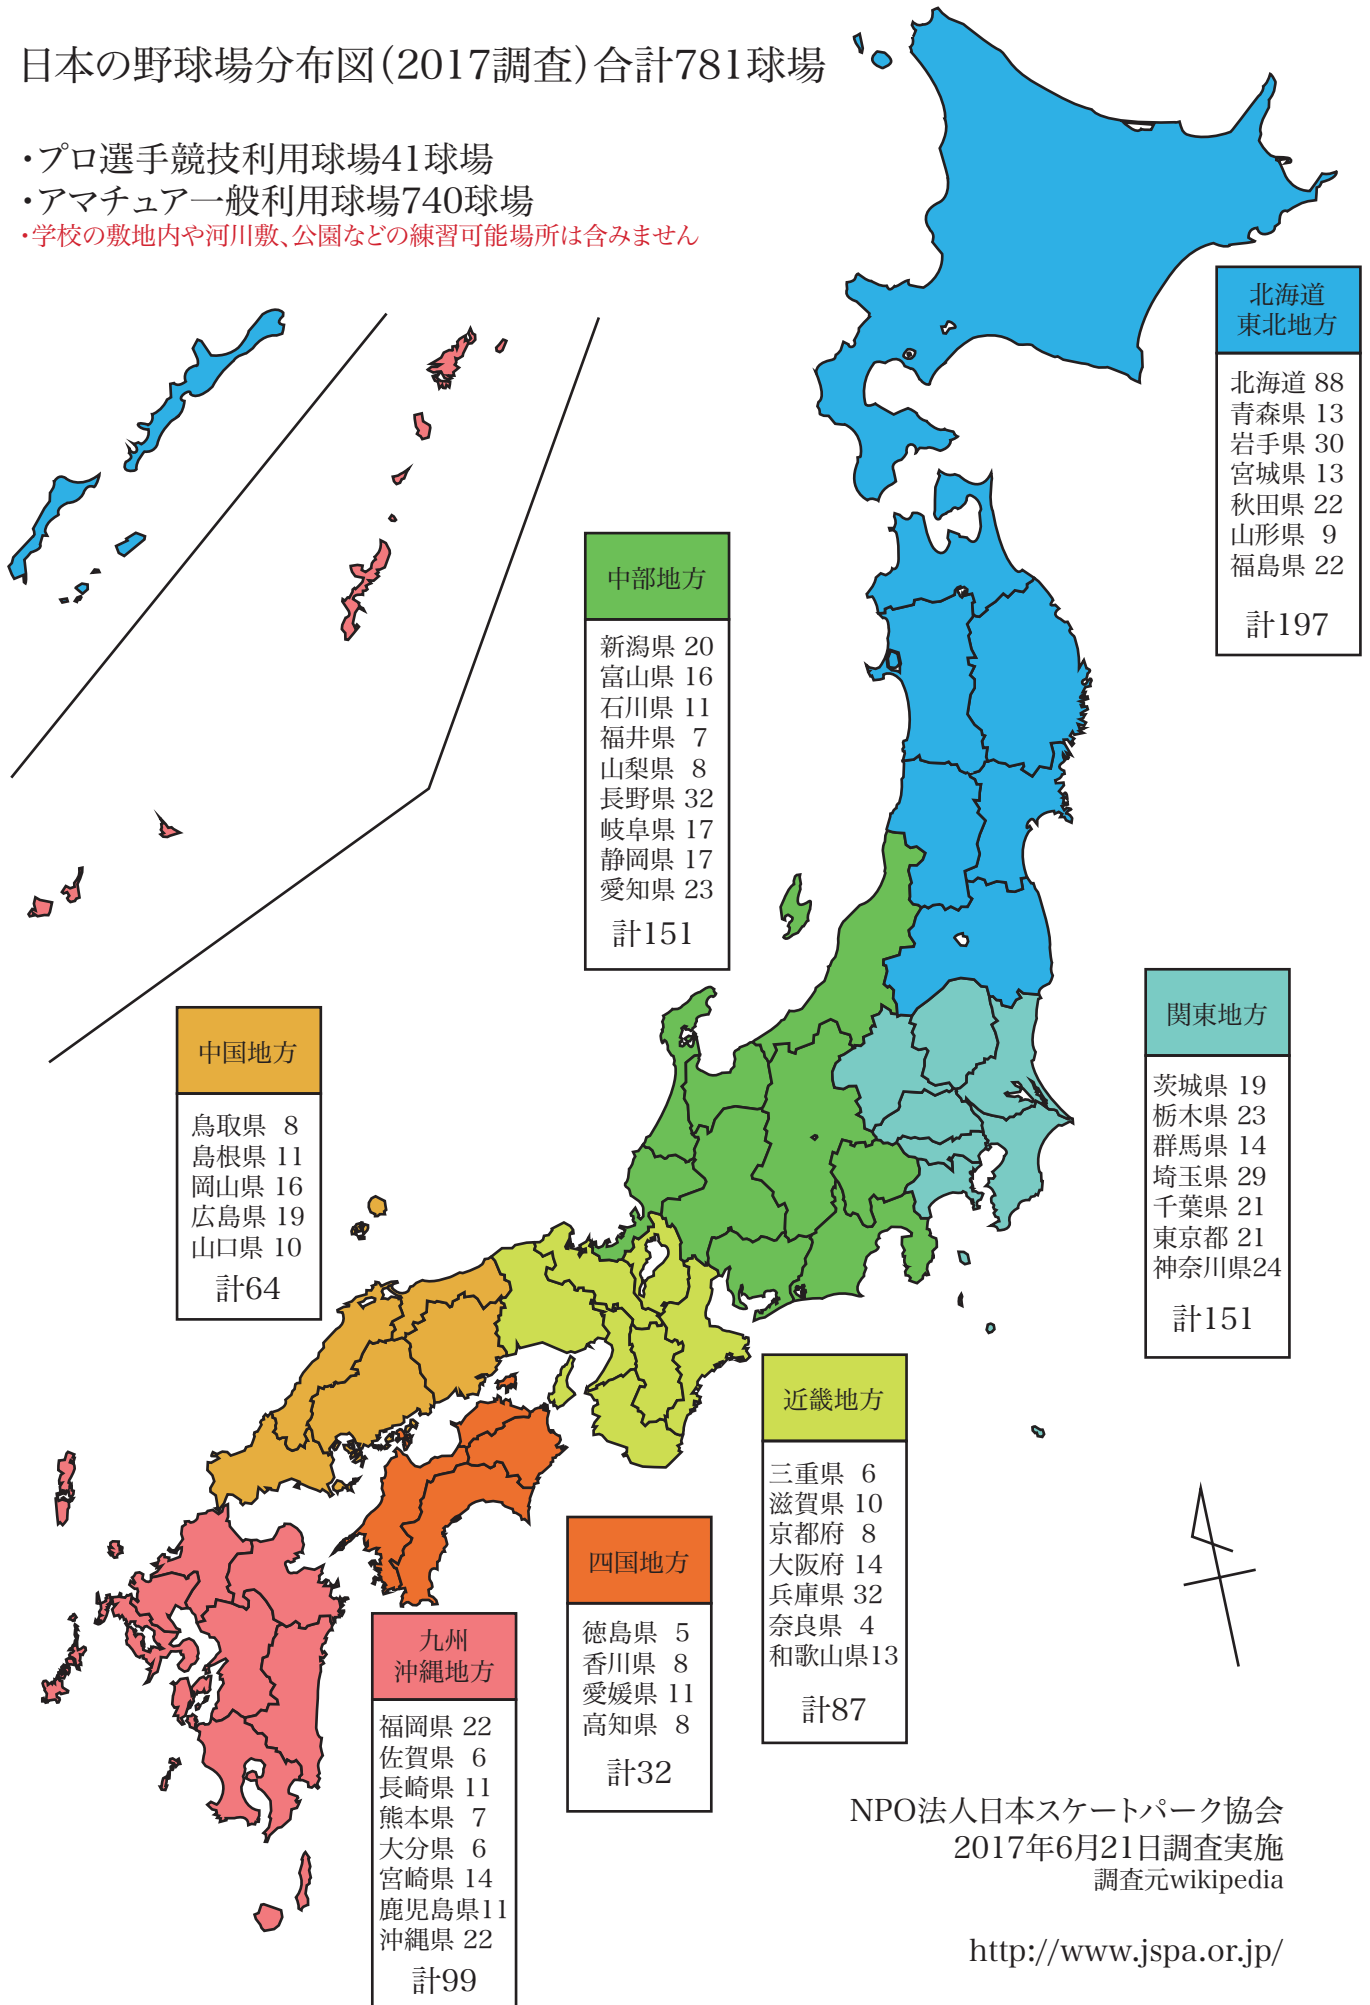 日本の野球場分布図(2017調査)合計781球場
・プロ選手競技利用球場41球場
・アマチュア一般利用球場740球場
・学校の敷地内や河川敷、公園などの練習可能場所は含みません
北海道
東北地方
北海道 88
青森県 13
岩手県 30
宮城県 13
秋田県 22
山形県 9
福島県 22
計197
中部地方
新潟県 20
富山県 16
石川県 11
福井県 7
山梨県 8
長野県 32
岐阜県 17
静岡県 17
愛知県 23
計151
関東地方
茨城県 19
栃木県 23
群馬県 14
埼玉県 29
千葉県 21
東京都 21
神奈川県24
計151
中国地方
鳥取県 8
島根県 11
岡山県 16
広島県 19
山口県 10
計64
近畿地方
三重県 6
滋賀県 10
京都府 8
大阪府 14
兵庫県 32
奈良県 4
和歌山県13
計87
四国地方
徳島県 5
香川県 8
愛媛県 11
高知県 8
計32
九州
沖縄地方
福岡県 22
佐賀県 6
長崎県 11
熊本県 7
大分県 6
宮崎県 14
鹿児島県11
沖縄県 22
計99
NPO法人日本スケートパーク協会
2017年6月21日調査実施
調査元wikipedia
http://www.jspa.or.jp/